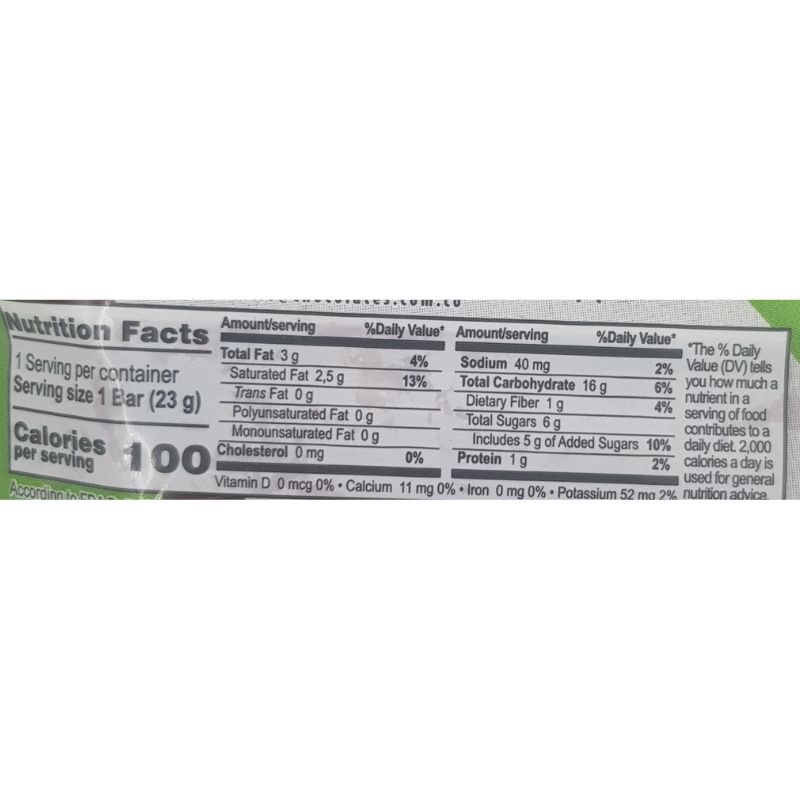 Nutrition Facts
1 Serving per container
Serving size 1 Bar (23 g)
Calories
per serving
100
Amount/serving %Daily Value*
Total Fat 3 g 4%
Saturated Fat 2,5 g 13%
Trans Fat 0 g
Polyunsaturated Fat 0 g
Monounsaturated Fat 0 g
Cholesterol 0 mg 0%
Amount/serving %Daily Value*
Sodium 40 mg 2%
Total Carbohydrate 16 g 6%
Dietary Fiber 1 g 4%
Total Sugars 6 g
Includes 5 g of Added Sugars 10%
Protein 1 g 2%
Vitamin D 0 mcg 0% • Calcium 11 mg 0% • Iron 0 mg 0% • Potassium 52 mg 2%
*The % Daily
Value (DV) tells
you how much a
nutrient in a
serving of food
contributes to a
daily diet. 2,000
calories a day is
used for general
nutrition advice.
According to